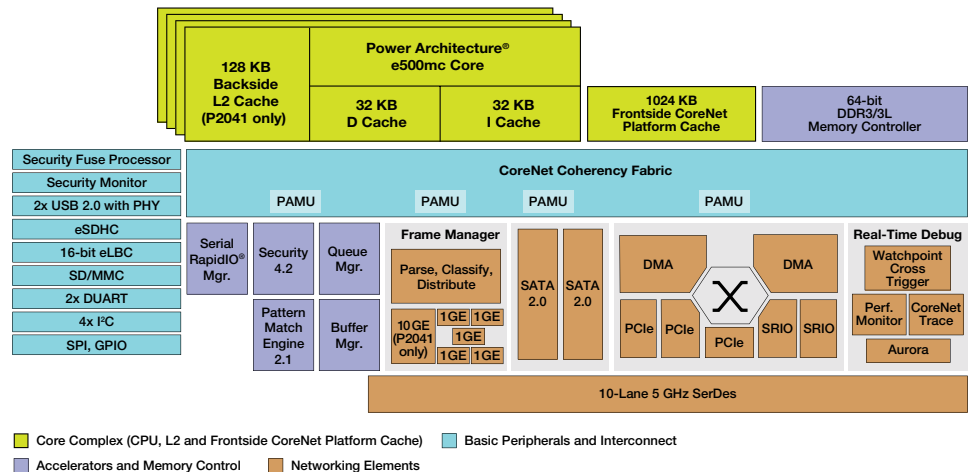 128 KB
Backside
L2 Cache
(P2041 only)
Power Architecture®
e500mc Core
32 KB
D Cache
32 KB
I Cache
1024 KB
Frontside CoreNet
Platform Cache
64-bit
DDR3/3L
Memory Controller
Security Fuse Processor
Security Monitor
2x USB 2.0 with PHY
eSDHC
16-bit eLBC
SD/MMC
2x DUART
4x I²C
SPI, GPIO
CoreNet Coherency Fabric
PAMU
PAMU
PAMU
PAMU
Serial
RapidIO®
Mgr.
Security
4.2
Queue
Mgr.
Pattern
Match
Engine
2.1
Buffer
Mgr.
Frame Manager
Parse, Classify,
Distribute
10GE
(P2041
only)
1GE
1GE
1GE
1GE
1GE
SATA
2.0
SATA
2.0
DMA
DMA
PCIe
PCIe
PCIe
SRIO
SRIO
Real-Time Debug
Watchpoint
Cross
Trigger
Perf.
Monitor
CoreNet
Trace
Aurora
10-Lane 5 GHz SerDes
Core Complex (CPU, L2 and Frontside CoreNet Platform Cache)
Basic Peripherals and Interconnect
Accelerators and Memory Control
Networking Elements